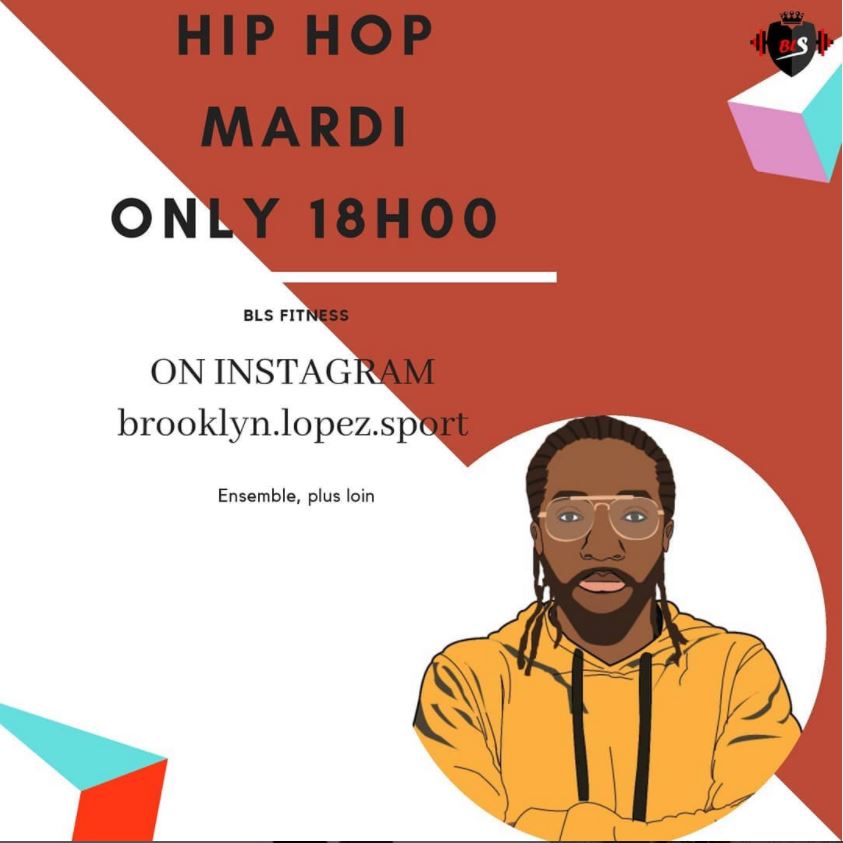 HIP HOP
MARDI
ONLY 18H00
BLS FITNESS
ON INSTAGRAM
brooklyn.lopez.sport
Ensemble, plus loin
BLS